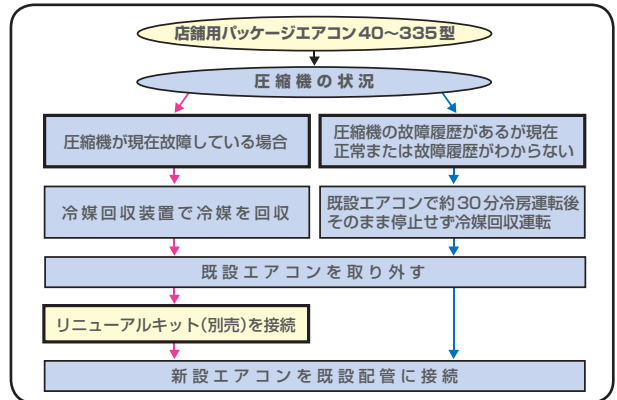 店舗用パッケージエアコン40〜335型
圧縮機の状況
圧縮機が現在故障している場合
圧縮機の故障履歴があるが現在
正常または故障履歴がわからない
冷媒回収装置で冷媒を回収
既設エアコンで約30分冷房運転後
そのまま停止せず冷媒回収運転
既設エアコンを取り外す
リニューアルキット(別売)を接続
新設エアコンを既設配管に接続